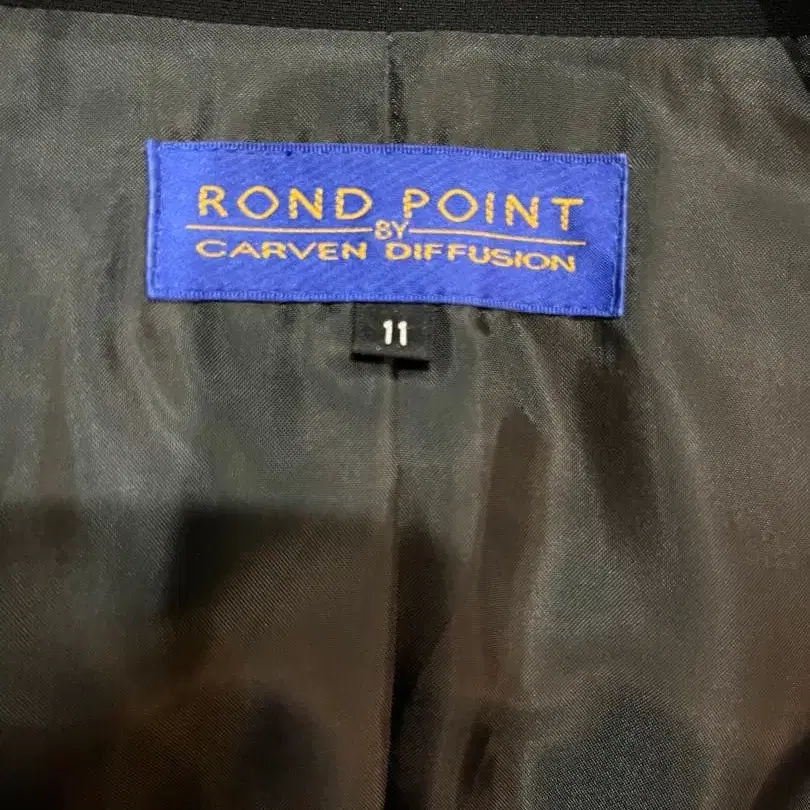 ROND POINT
BY
CARVEN DIFFUSION
11